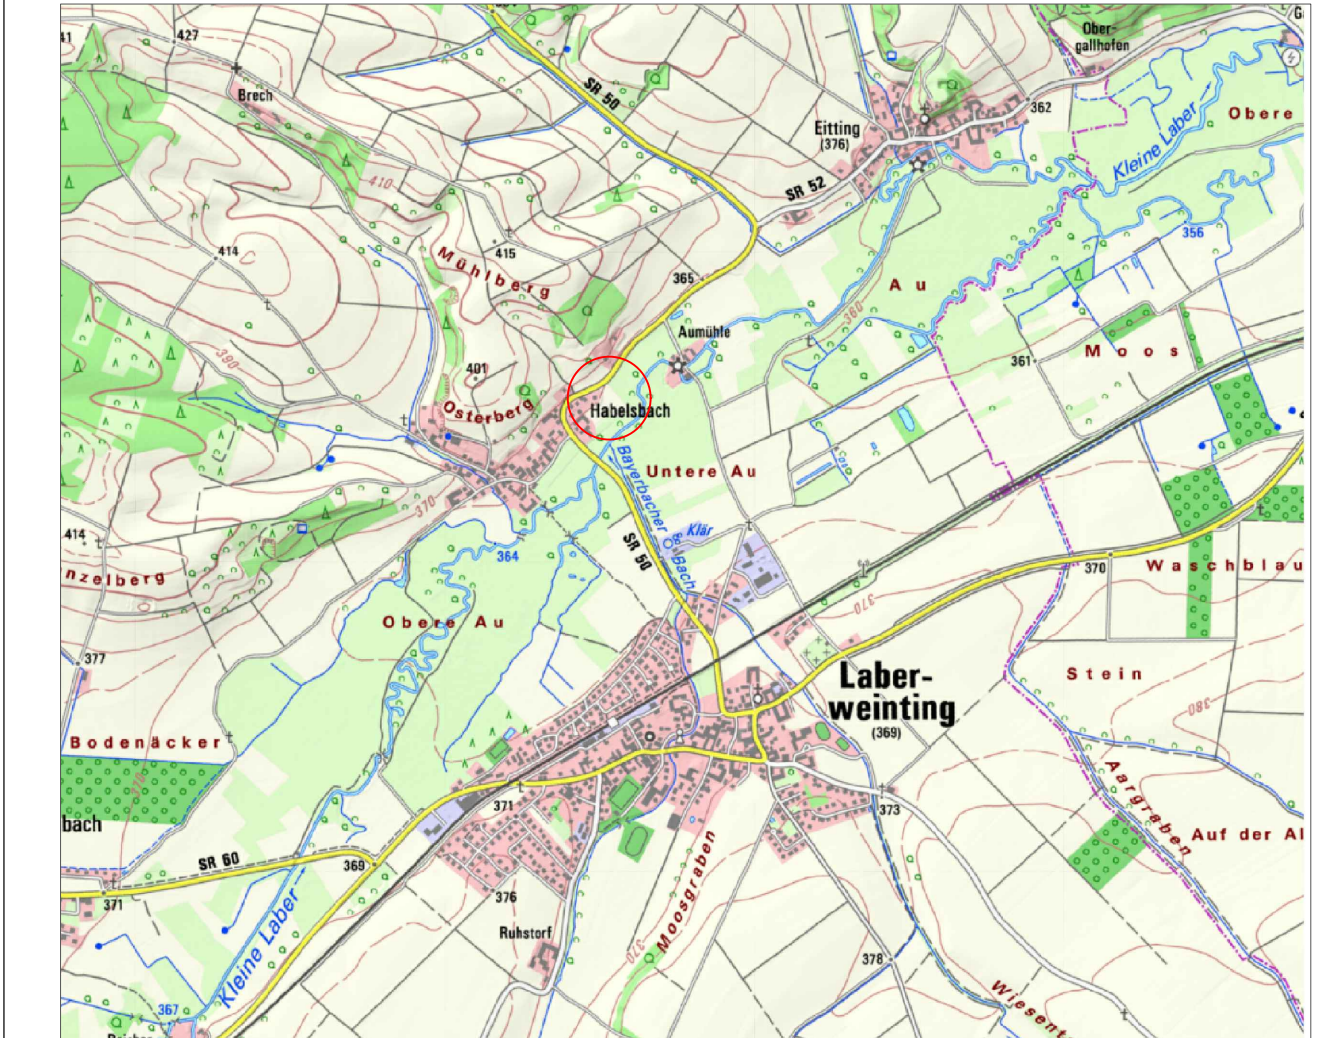 427
41
Ober-
gallhofen
Brech
SR 50
362
Eitting
(376)
Obere
Kleine Laber
SR 52
410
356
414
415
Mühlberg
365
Au
360
Aumühle
361
Moos
390
401
Osterberg
Habelsbach
Bayerbacher
Bach
Untere Au
370
Klär
414
364
SR 50
nzelberg
370
Waschblau
370
Obere Au
377
Laber-
weinting
(369)
Stein
380
Bodenäcker
370
371
373
Aargraben
bach
Auf der Al
SR 60
369
371
376
Moosgraben
Kleine Laber
Ruhstorf
370
378
367
Wiesent